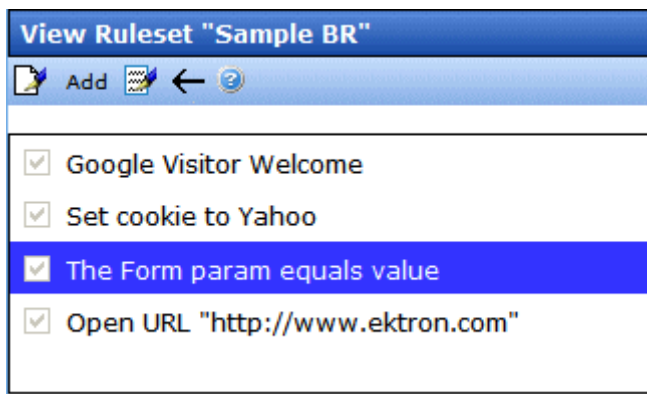 View Ruleset "Sample BR"
Add
Google Visitor Welcome
Set cookie to Yahoo
The Form param equals value
Open URL "http://www.ektron.com"